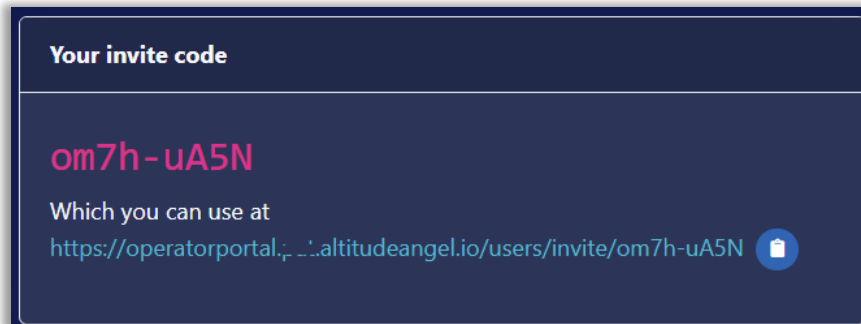 Your invite code
om7h-uA5N
Which you can use at
https://operatorportal. .altitudeangel.io/users/invite/om7h-uA5N